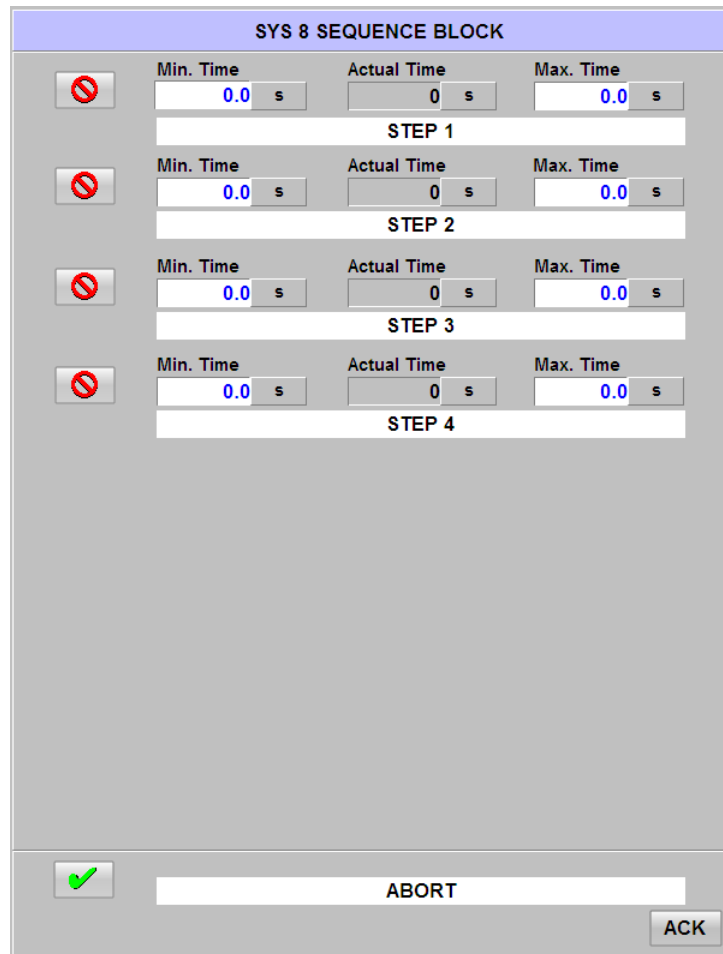 SYS 8 SEQUENCE BLOCK
Min. Time Actual Time Max. Time
0.0 s 0 s 0.0 s
STEP 1
Min. Time Actual Time Max. Time
0.0 s 0 s 0.0 s
STEP 2
Min. Time Actual Time Max. Time
0.0 s 0 s 0.0 s
STEP 3
Min. Time Actual Time Max. Time
0.0 s 0 s 0.0 s
STEP 4
ABORT
ACK